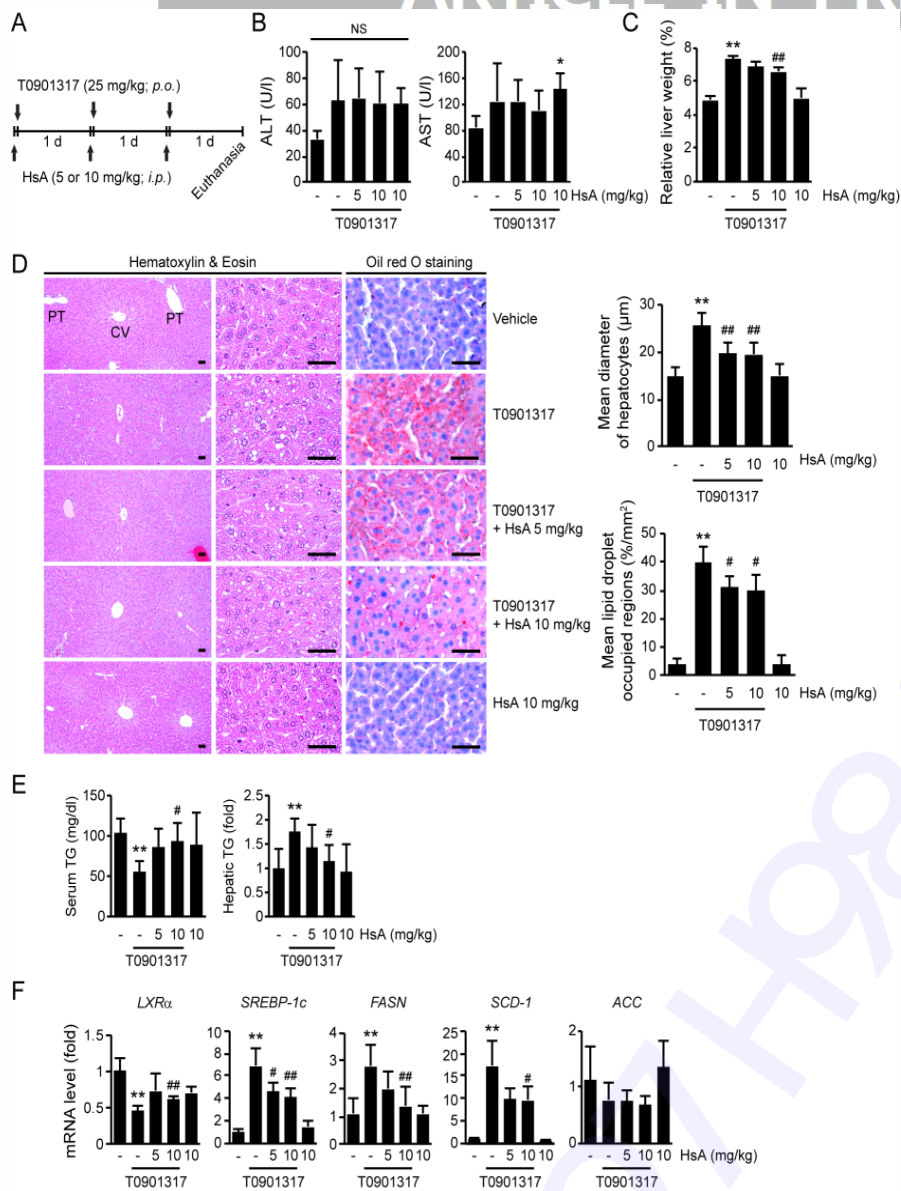 ARTICLE IN PR
A
T0901317 (25 mg/kg; p.o.)
1 d 1 d 1 d
HsA (5 or 10 mg/kg; i.p.)
Euthanasia
B
NS
ALT (U/l)
200
160
120
80
40
0
- - 5 10 10
T0901317
AST (U/l)
200
160
120
80
40
0
*
- - 5 10 10 HsA (mg/kg)
T0901317
C
Relative liver weight (%)
8
6
4
2
0
** ##
- - 5 10 10 HsA (mg/kg)
T0901317
D
Hematoxylin & Eosin Oil red O staining
PT CV PT
Vehicle
T0901317
T0901317
+ HsA 5 mg/kg
T0901317
+ HsA 10 mg/kg
HsA 10 mg/kg
Mean diameter
of hepatocytes (μm)
30
20
10
0
** ## ##
- - 5 10 10 HsA (mg/kg)
T0901317
Mean lipid droplet
occupied regions (%/mm²)
50
40
30
20
10
0
** # #
- - 5 10 10 HsA (mg/kg)
T0901317
E
Serum TG (mg/dl)
150
100
50
0
** #
- - 5 10 10
T0901317
Hepatic TG (fold)
2.5
2
1.5
1
0.5
0
** #
- - 5 10 10 HsA (mg/kg)
T0901317
F
mRNA level (fold)
LXRα
1.5
1
0.5
0
** ##
- - 5 10 10
T0901317
SREBP-1c
10
8
6
4
2
0
** # ##
- - 5 10 10
T0901317
FASN
4
3
2
1
0
** ##
- - 5 10 10
T0901317
SCD-1
25
20
15
10
5
0
** #
- - 5 10 10
T0901317
ACC
2
1
0
- - 5 10 10 HsA (mg/kg)
T0901317